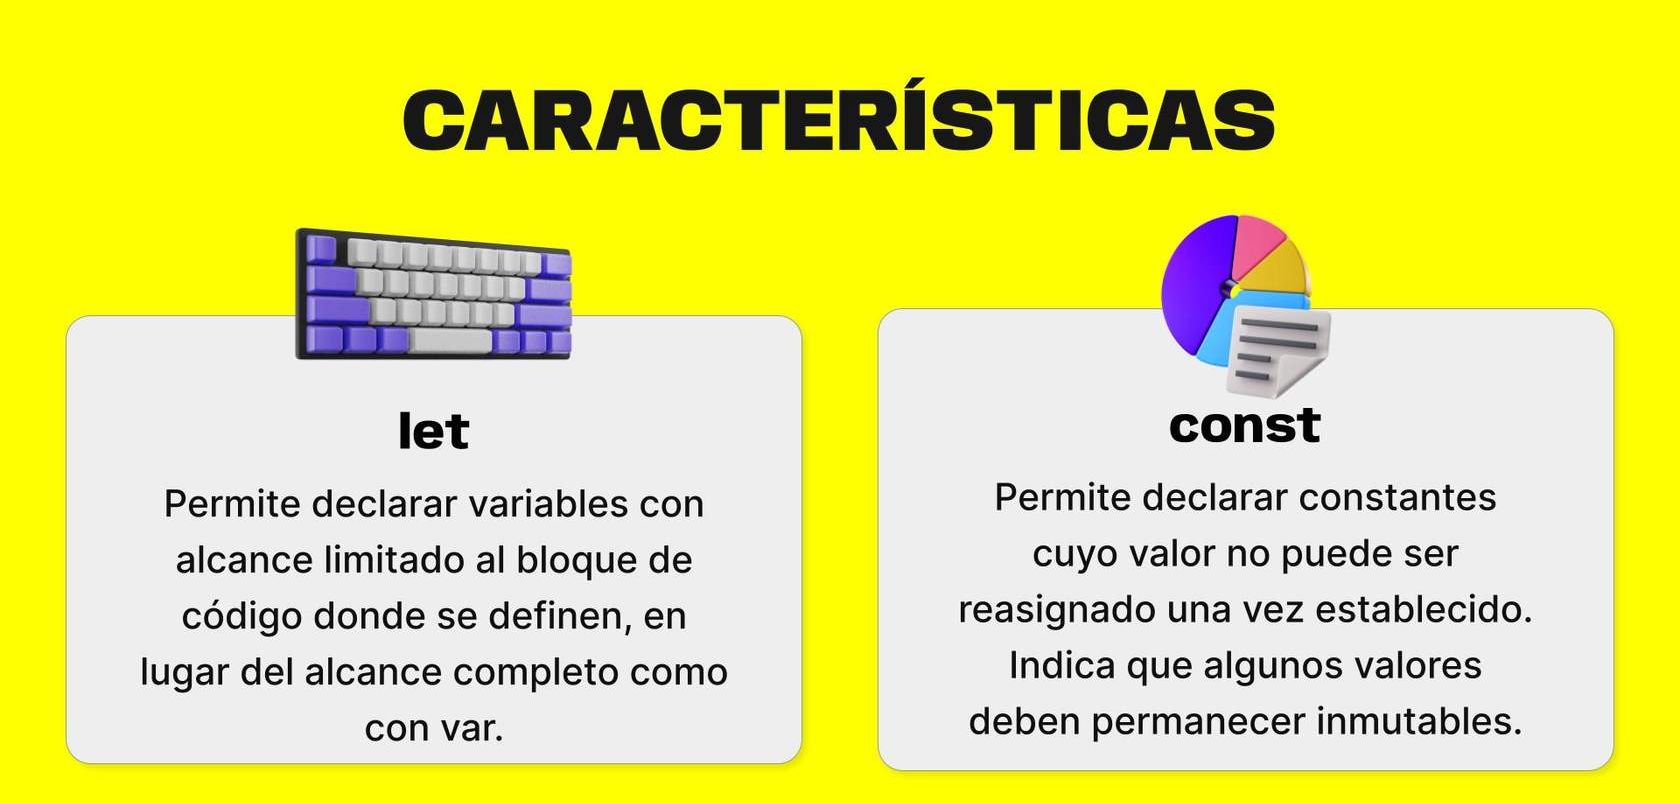 CARACTERÍSTICAS
let
Permite declarar variables con
alcance limitado al bloque de
código donde se definen, en
lugar del alcance completo como
con var.
const
Permite declarar constantes
cuyo valor no puede ser
reasignado una vez establecido.
Indica que algunos valores
deben permanecer inmutables.